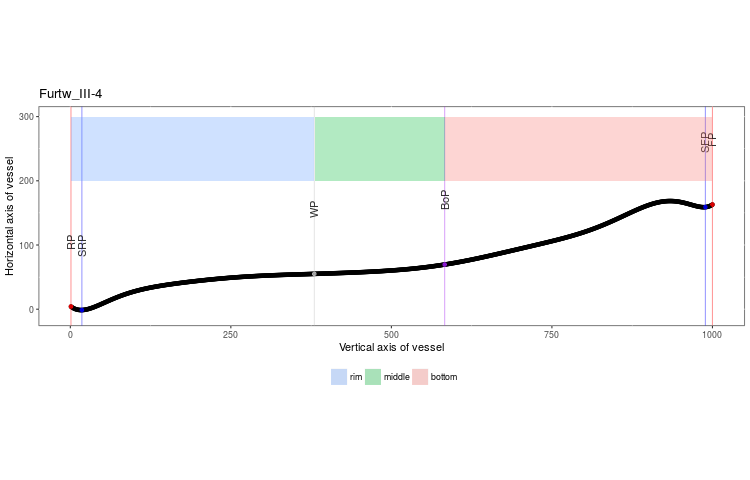 Furtw_III-4
300
200
100
0
Horizontal axis of vessel
RP
SRP
WP
BoP
SFP
FP
0
250
500
750
1000
Vertical axis of vessel
rim middle bottom